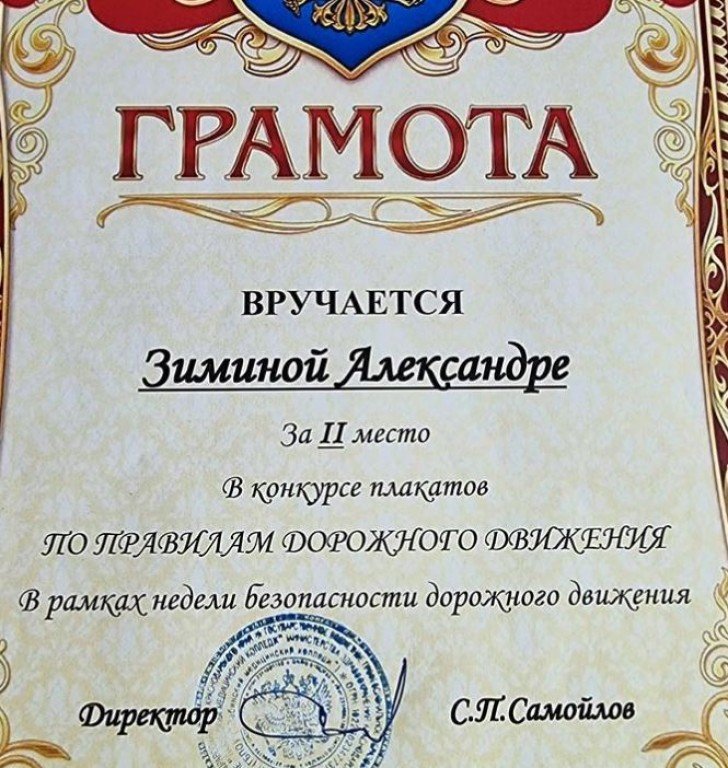 ГРАМОТА
ВРУЧАЕТСЯ
Зиминой Александре
За II место
В конкурсе плакатов
ПО ПРАВИЛАМ ДОРОЖНОГО ДВИЖЕНИЯ
В рамках недели безопасности дорожного движения
Директор С.П.Самойлов